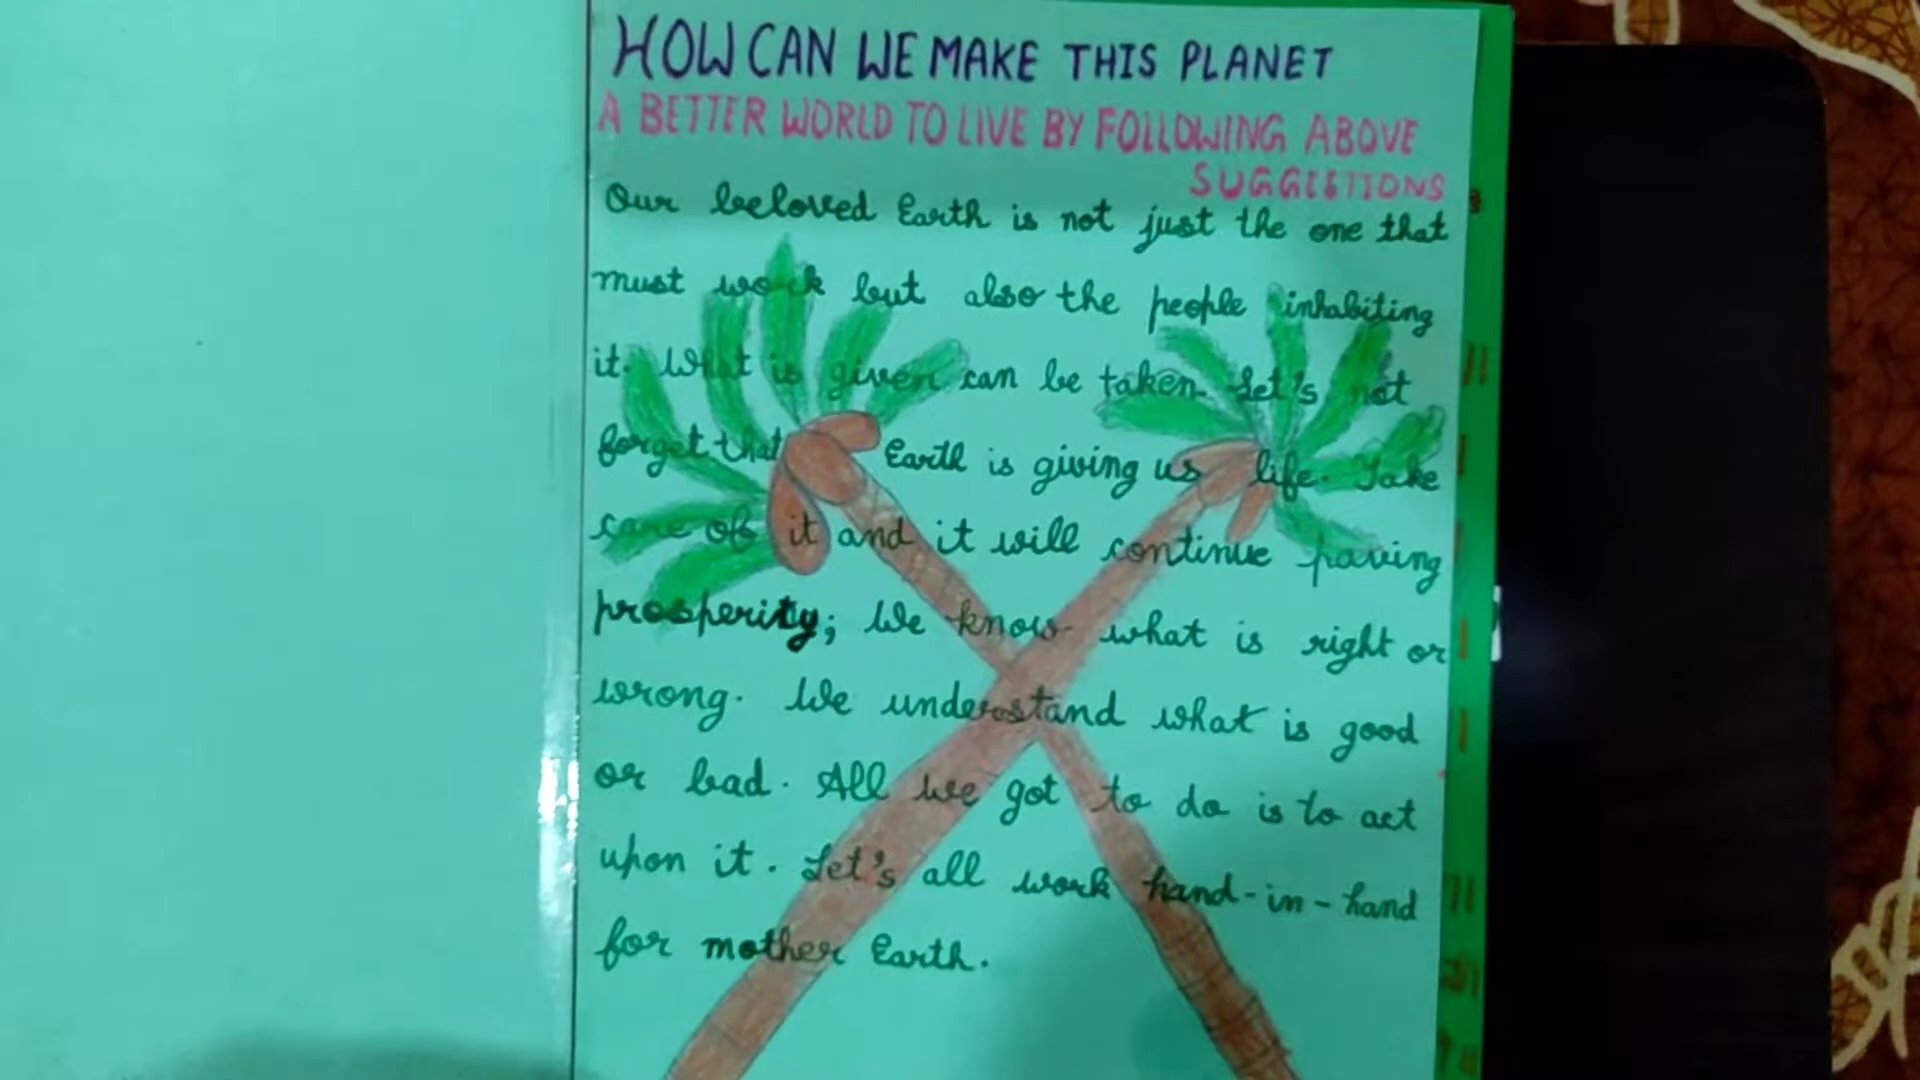 HOW CAN WE MAKE THIS PLANET
A BETTER WORLD TO LIVE BY FOLLOWING ABOVE
SUGGESTIONS
Our beloved Earth is not just the one that
must work but also the people inhabiting
it. What is given can be taken. Let's not
forget that Earth is giving us life. Take
care of it and it will continue paving
prosperity; We know what is right or
wrong. We understand what is good
or bad. All we got to do is to act
upon it. Let's all work hand-in-hand
for mother Earth.